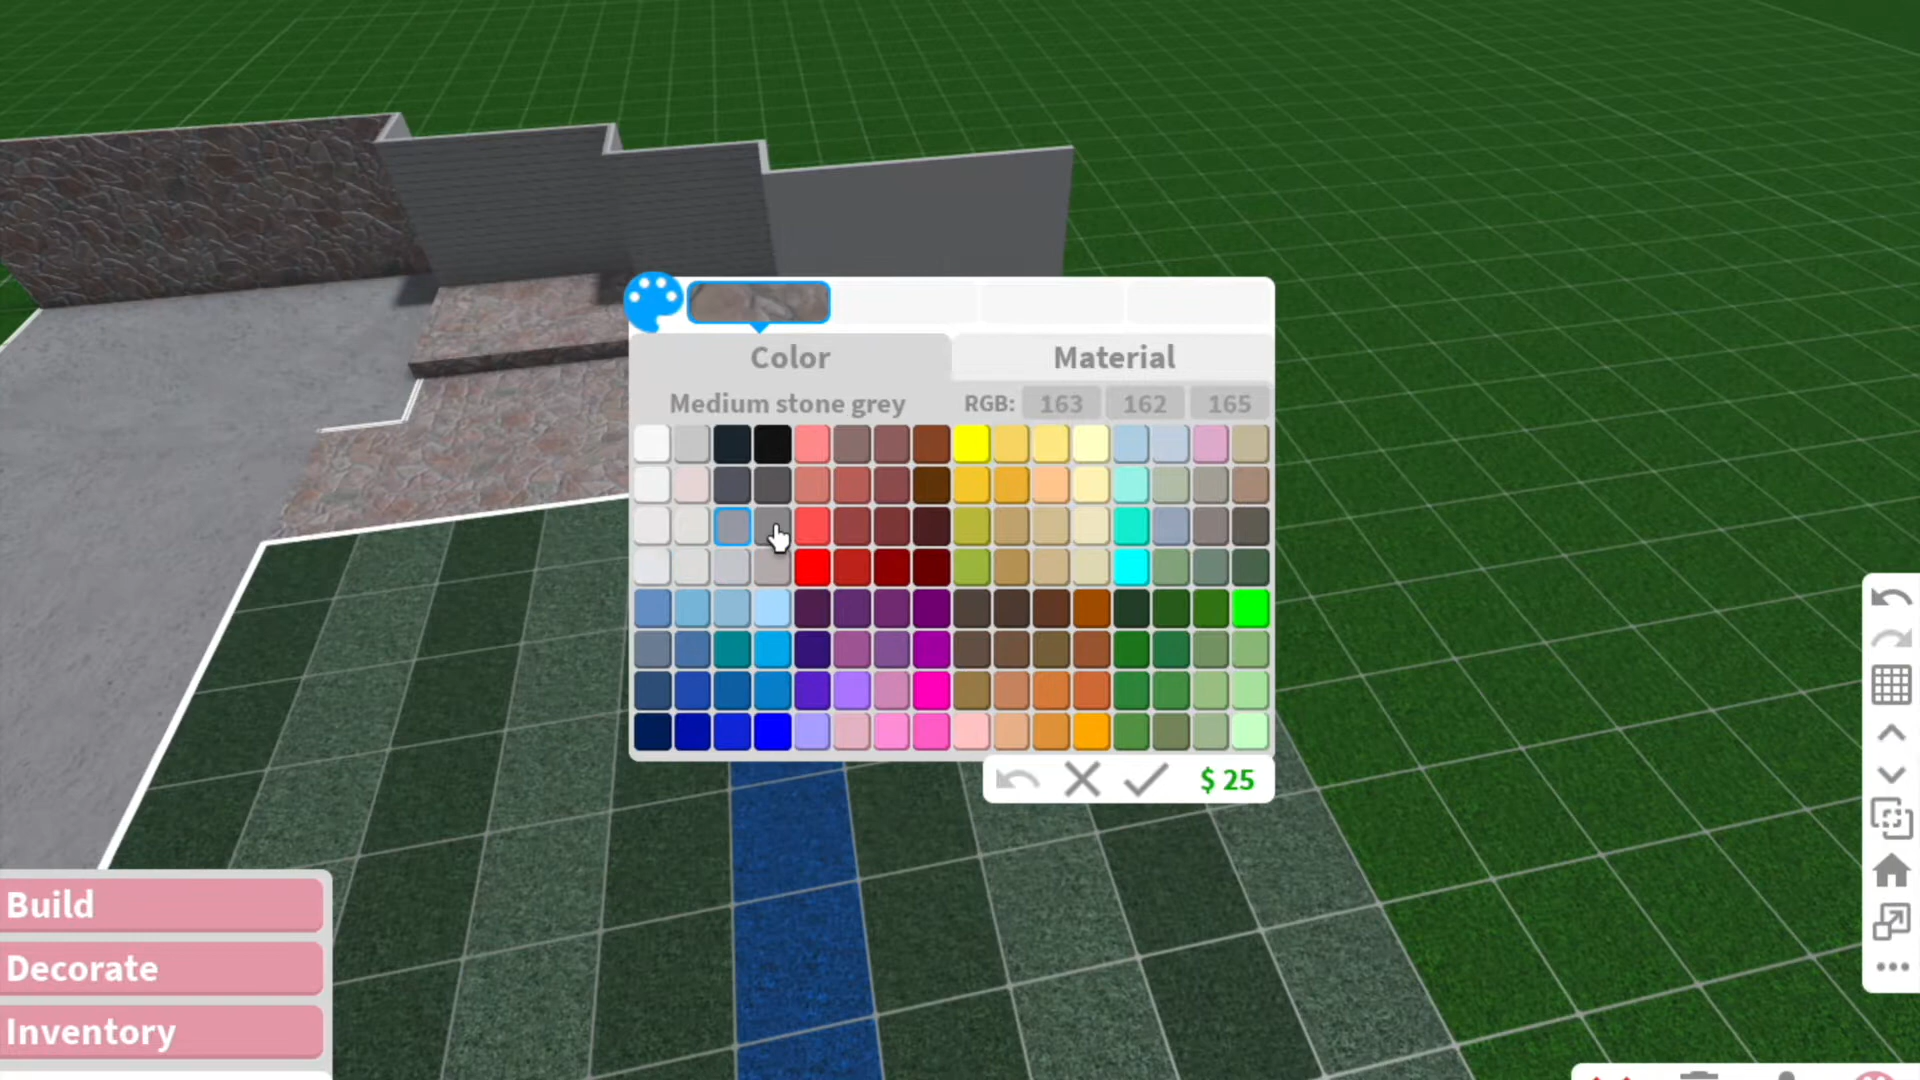 Color
Material
Medium stone grey
RGB: 163 162 165
$ 25
Build
Decorate
Inventory